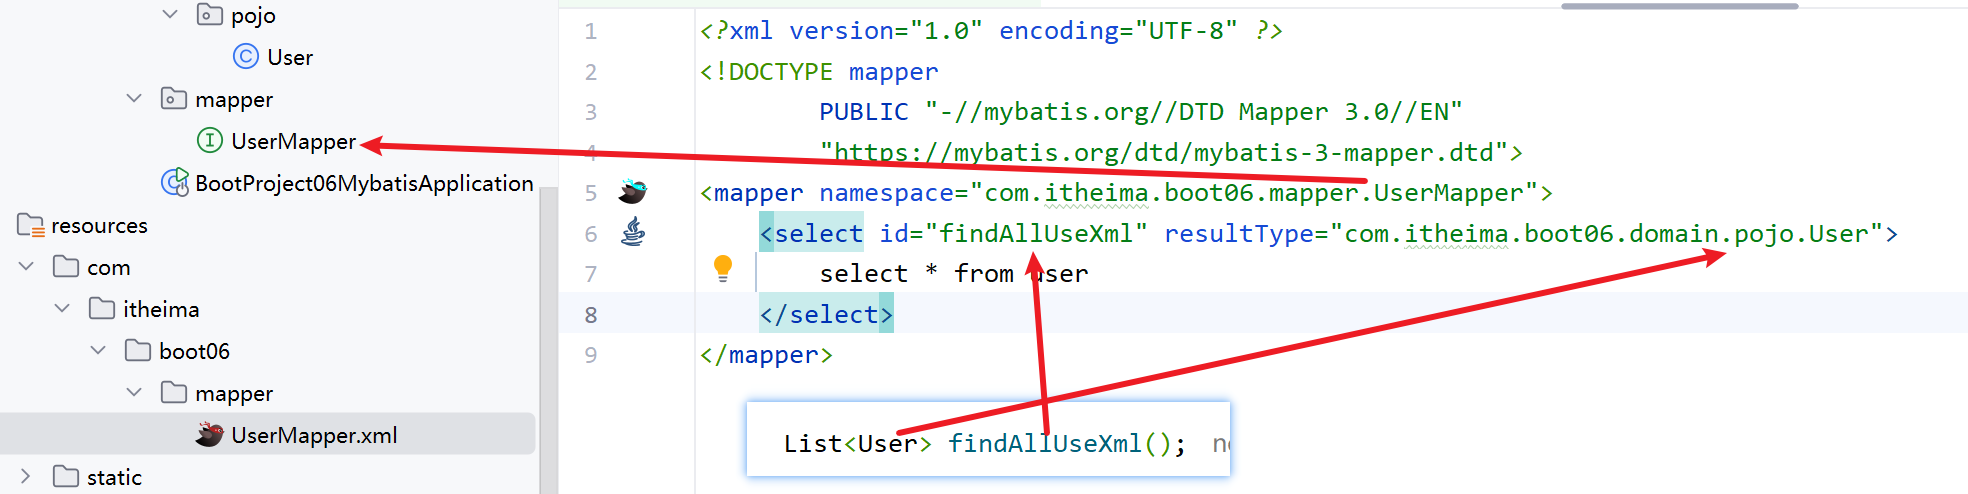 pojo
User
mapper
UserMapper
BootProject06MybatisApplication
resources
com
itheima
boot06
mapper
UserMapper.xml
static
1 <?xml version="1.0" encoding="UTF-8" ?>
2 <!DOCTYPE mapper
3 PUBLIC "-//mybatis.org//DTD Mapper 3.0//EN"
4 "https://mybatis.org/dtd/mybatis-3-mapper.dtd">
5 <mapper namespace="com.itheima.boot06.mapper.UserMapper">
6 <select id="findAllUseXml" resultType="com.itheima.boot06.domain.pojo.User">
7 select * from user
8 </select>
9 </mapper>
List<User> findAllUseXml();